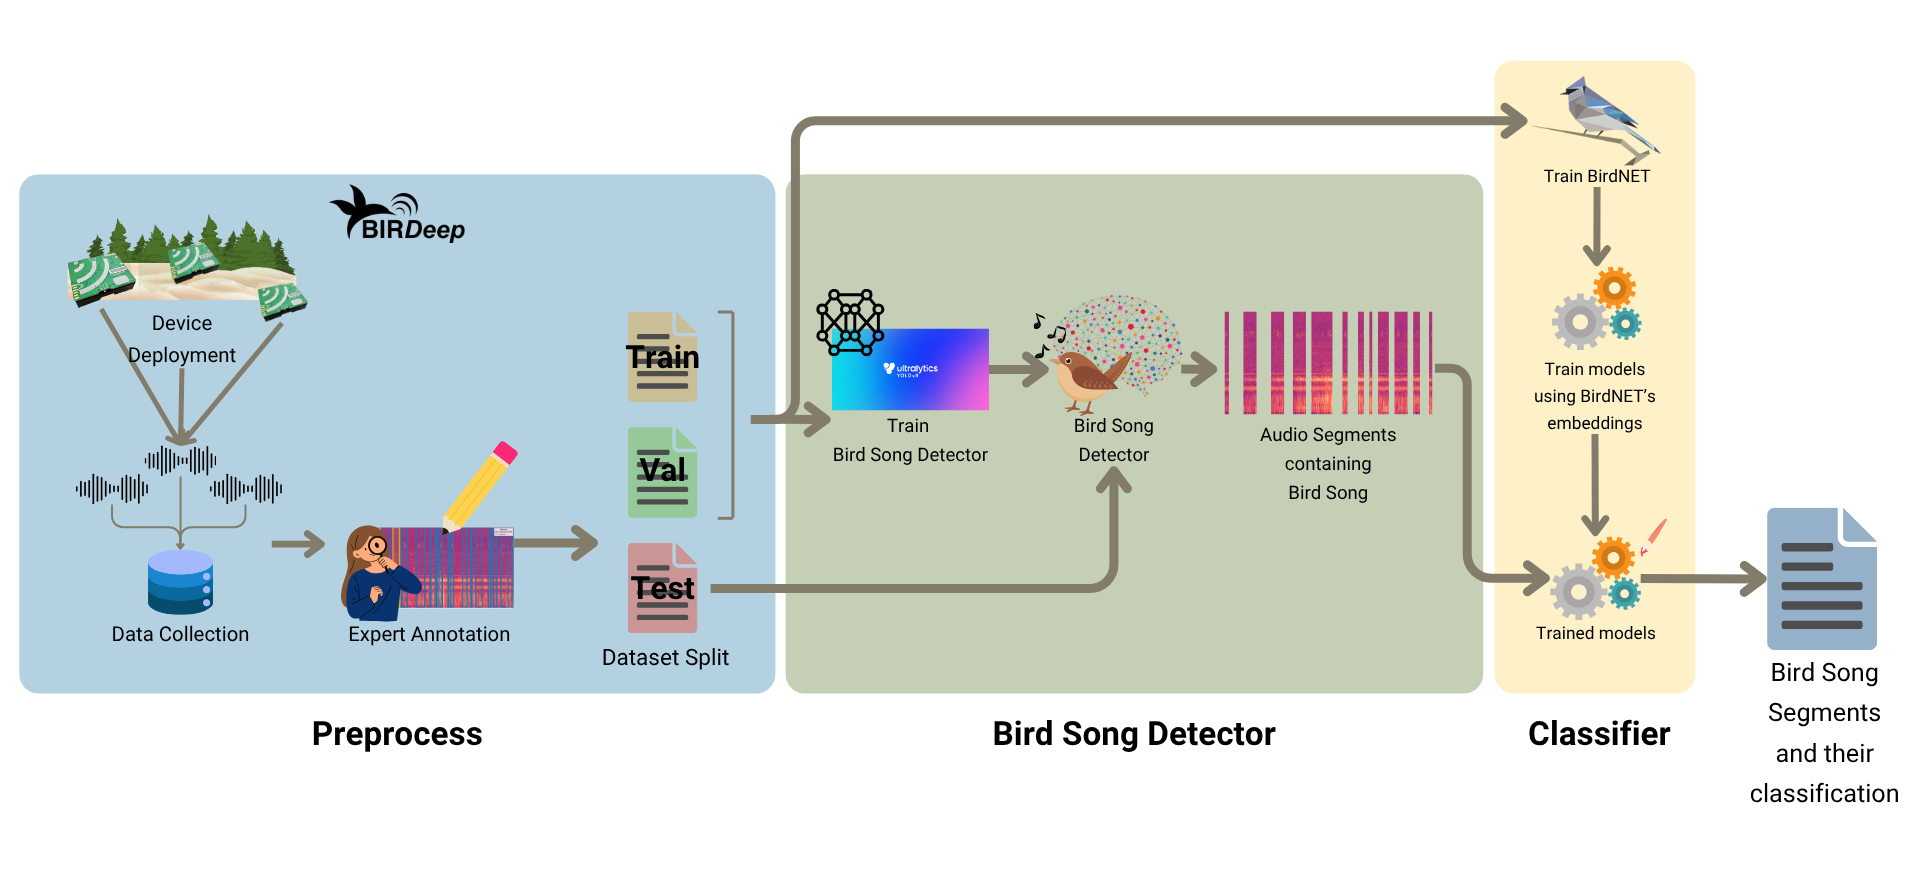 BIRDeep
Device
Deployment
Data Collection
Expert Annotation
Train
Val
Test
Dataset Split
Preprocess
ultralytics
YOLOv8
Train
Bird Song Detector
Bird Song
Detector
Audio Segments
containing
Bird Song
Bird Song Detector
Train BirdNET
Train models
using BirdNET's
embeddings
Trained models
Classifier
Bird Song
Segments
and their
classification